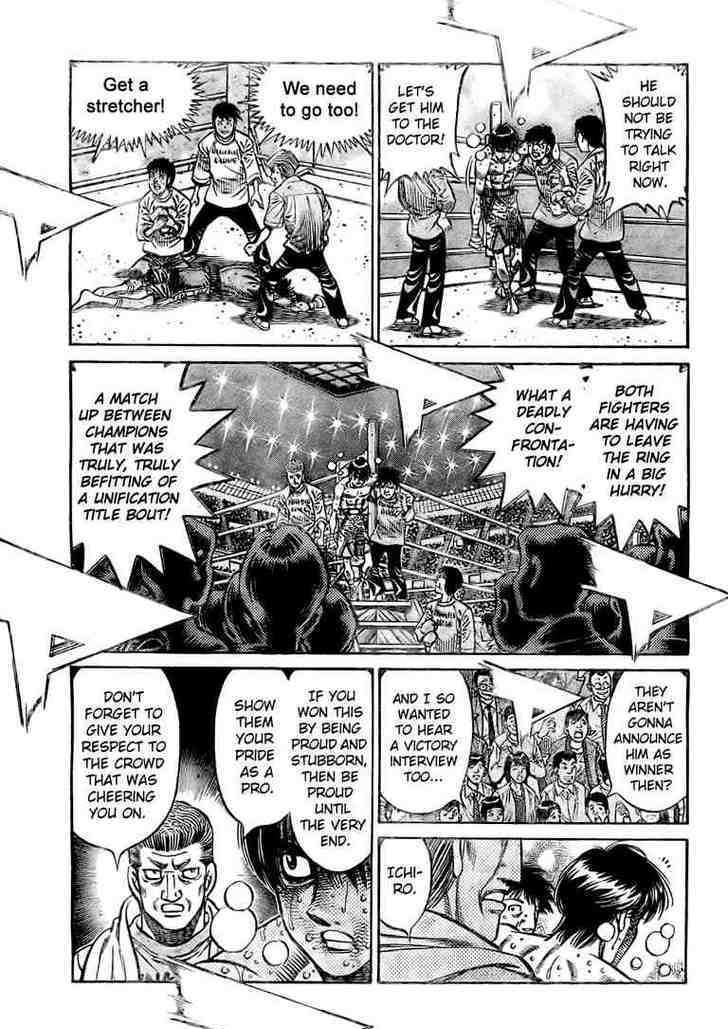 HE
SHOULD
NOT BE
TRYING
TO TALK
RIGHT
NOW.
LET'S
GET HIM
TO THE
DOCTOR!
We need
to go too!
Get a
stretcher!
BOTH
FIGHTERS
ARE HAVING
TO LEAVE
THE RING
IN A BIG
HURRY!
WHAT A
DEADLY
CON-
FRONTA-
TION!
A MATCH
UP BETWEEN
CHAMPIONS
THAT WAS
TRULY, TRULY
BEFITTING OF
A UNIFICATION
TITLE BOUT!
THEY
AREN'T
GONNA
ANNOUNCE
HIM AS
WINNER
THEN?
AND I SO
WANTED
TO HEAR
A VICTORY
INTERVIEW
TOO...
ICHI-
RO.
IF YOU
WON THIS
BY BEING
PROUD AND
STUBBORN,
THEN BE
PROUD
UNTIL
THE VERY
END.
SHOW
THEM
YOUR
PRIDE
AS A
PRO.
DON'T
FORGET TO
GIVE YOUR
RESPECT TO
THE CROWD
THAT WAS
CHEERING
YOU ON.